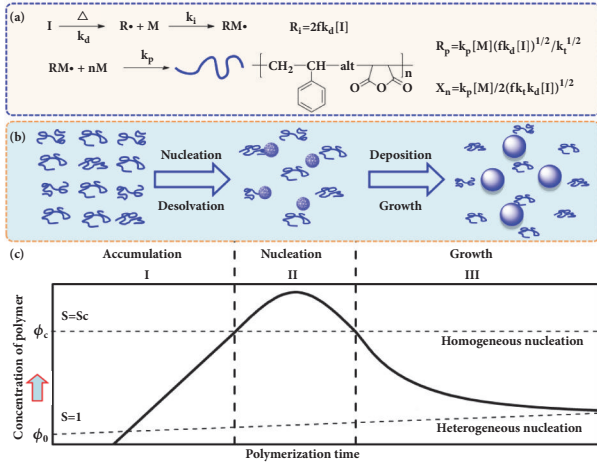 (a)
I △ k_d R• + M k_i RM• R_i=2fk_d[I]
RM• + nM k_p CH₂ alt n O O O
R_p=k_p[M](fk_d[I])^1/2/k_t^1/2
X_n=k_p[M]/2(fk_tk_d[I])^1/2
(b)
Nucleation
Desolvation
Deposition
Growth
(c)
Accumulation Nucleation Growth
I II III
Concentration of polymer
S=Sc
ϕ_c
Homogeneous nucleation
S=1
ϕ_0
Heterogeneous nucleation
Polymerization time